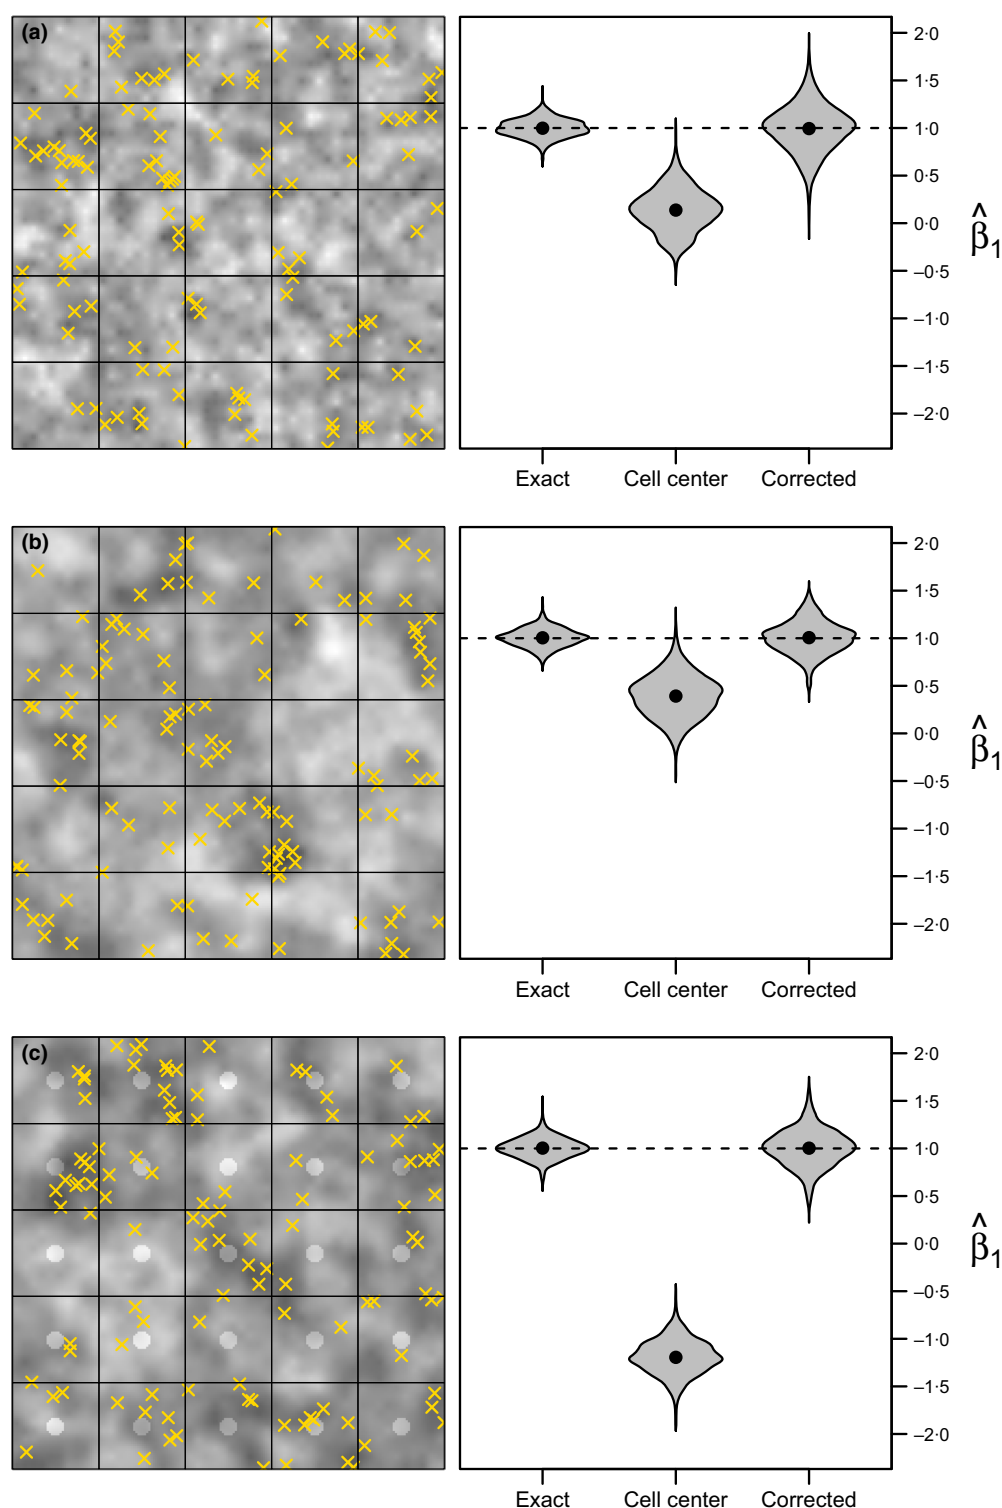 (a)
2·0
1·5
1·0
0·5
0·0
–0·5
–1·0
–1·5
–2·0
β̂1
Exact
Cell center
Corrected
(b)
2·0
1·5
1·0
0·5
0·0
–0·5
–1·0
–1·5
–2·0
β̂1
Exact
Cell center
Corrected
(c)
2·0
1·5
1·0
0·5
0·0
–0·5
–1·0
–1·5
–2·0
β̂1
Exact
Cell center
Corrected